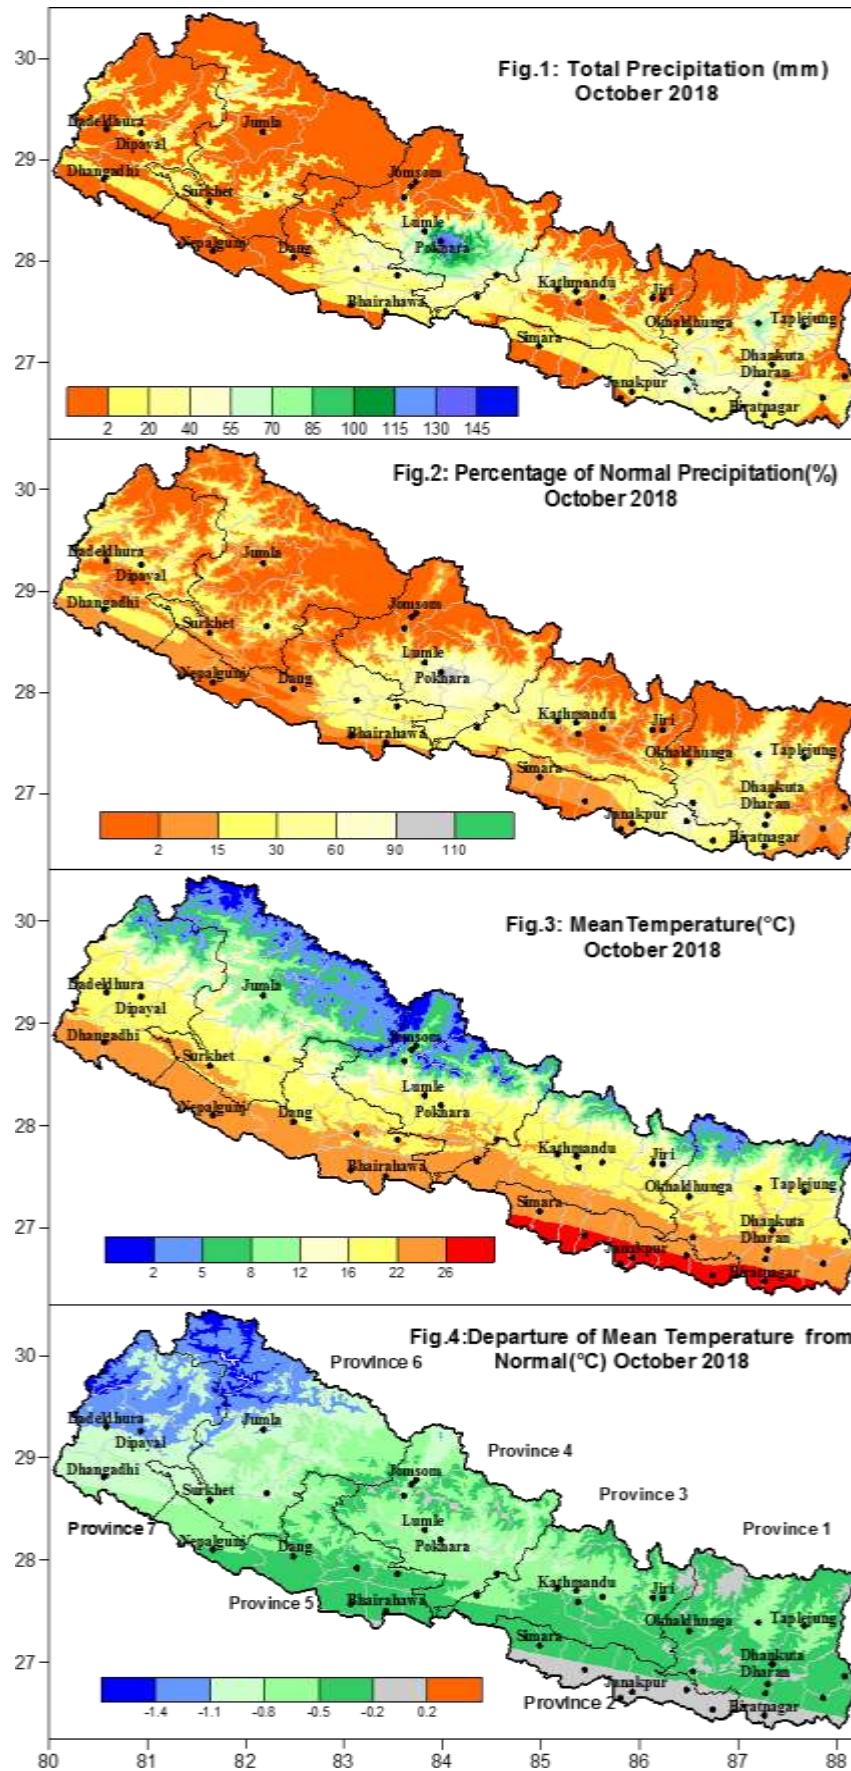 Fig.1: Total Precipitation (mm)
October 2018
30
29
28
27
Dadeldhura
Dipayal
Jumla
Dhangadhi
Surkhet
Jomsom
Lumle
Pokhara
Nepalgunj
Dang
Bhairahawa
Kathmandu
Jiri
Okhaldhunga
Taplejung
Simara
Dhankuta
Dharan
Janakpur
Biratnagar
2 20 40 55 70 85 100 115 130 145
Fig.2: Percentage of Normal Precipitation(%)
October 2018
30
29
28
27
Dadeldhura
Dipayal
Jumla
Dhangadhi
Surkhet
Jomsom
Lumle
Pokhara
Nepalgunj
Dang
Bhairahawa
Kathmandu
Jiri
Okhaldhunga
Taplejung
Simara
Dhankuta
Dharan
Janakpur
Biratnagar
2 15 30 60 90 110
Fig.3: Mean Temperature(°C)
October 2018
30
29
28
27
Dadeldhura
Dipayal
Jumla
Dhangadhi
Surkhet
Jomsom
Lumle
Pokhara
Nepalgunj
Dang
Bhairahawa
Kathmandu
Jiri
Okhaldhunga
Taplejung
Simara
Dhankuta
Dharan
Janakpur
Biratnagar
2 5 8 12 16 22 26
Fig.4:Departure of Mean Temperature from
Normal(°C) October 2018
30
29
28
27
Province 6
Dadeldhura
Dipayal
Jumla
Province 4
Dhangadhi
Surkhet
Jomsom
Province 3
Lumle
Province 7
Pokhara
Province 1
Nepalgunj
Dang
Province 5
Bhairahawa
Kathmandu
Jiri
Okhaldhunga
Taplejung
Simara
Dhankuta
Dharan
Janakpur
Province 2
Biratnagar
-1.4 -1.1 -0.8 -0.5 -0.2 0.2
80 81 82 83 84 85 86 87 88